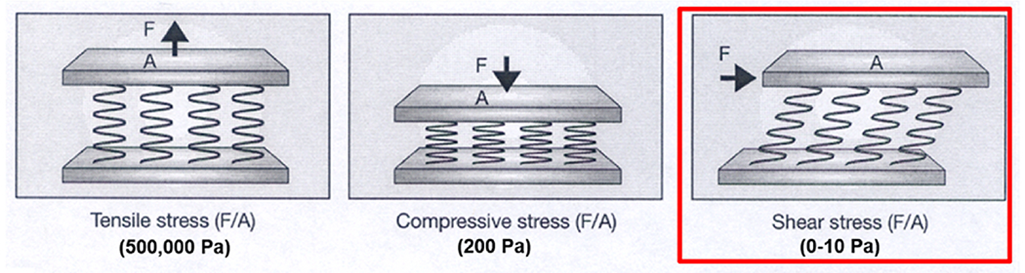 F
A
Tensile stress (F/A)
(500,000 Pa)
F
A
Compressive stress (F/A)
(200 Pa)
F
A
Shear stress (F/A)
(0-10 Pa)